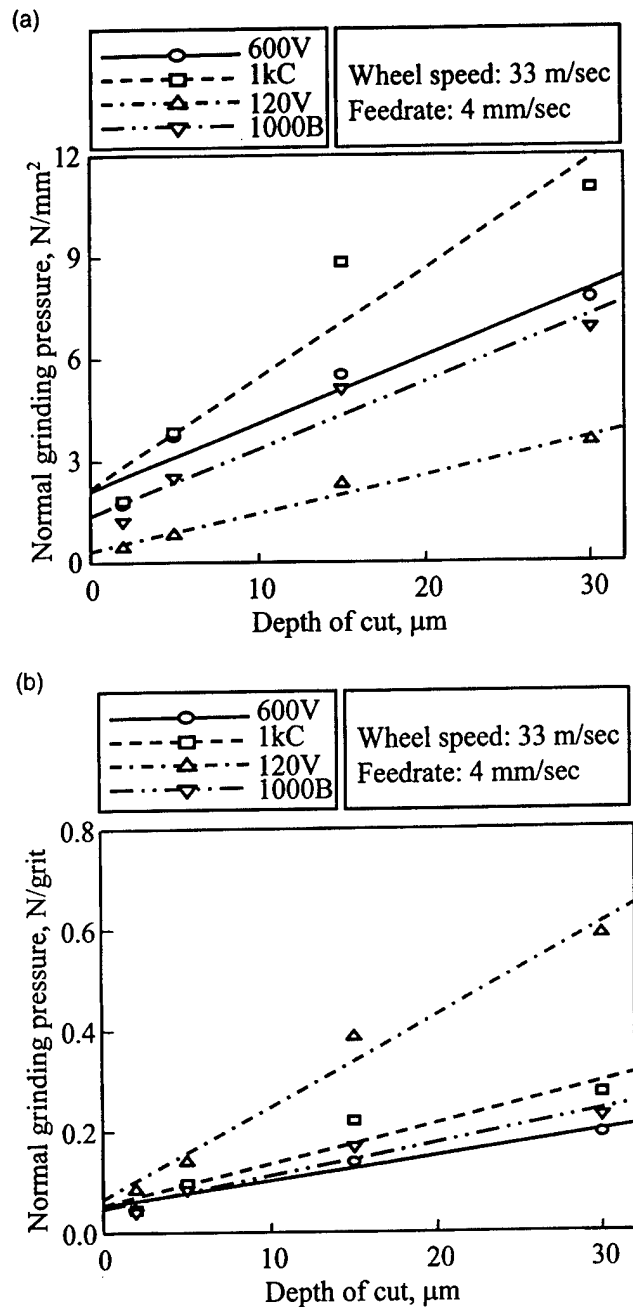 (a)
600V
1kC
120V
1000B
Wheel speed: 33 m/sec
Feedrate: 4 mm/sec
Normal grinding pressure, N/mm²
12
9
6
3
0
0 10 20 30
Depth of cut, μm
(b)
600V
1kC
120V
1000B
Wheel speed: 33 m/sec
Feedrate: 4 mm/sec
Normal grinding pressure, N/grit
0.8
0.6
0.4
0.2
0.0
0 10 20 30
Depth of cut, μm